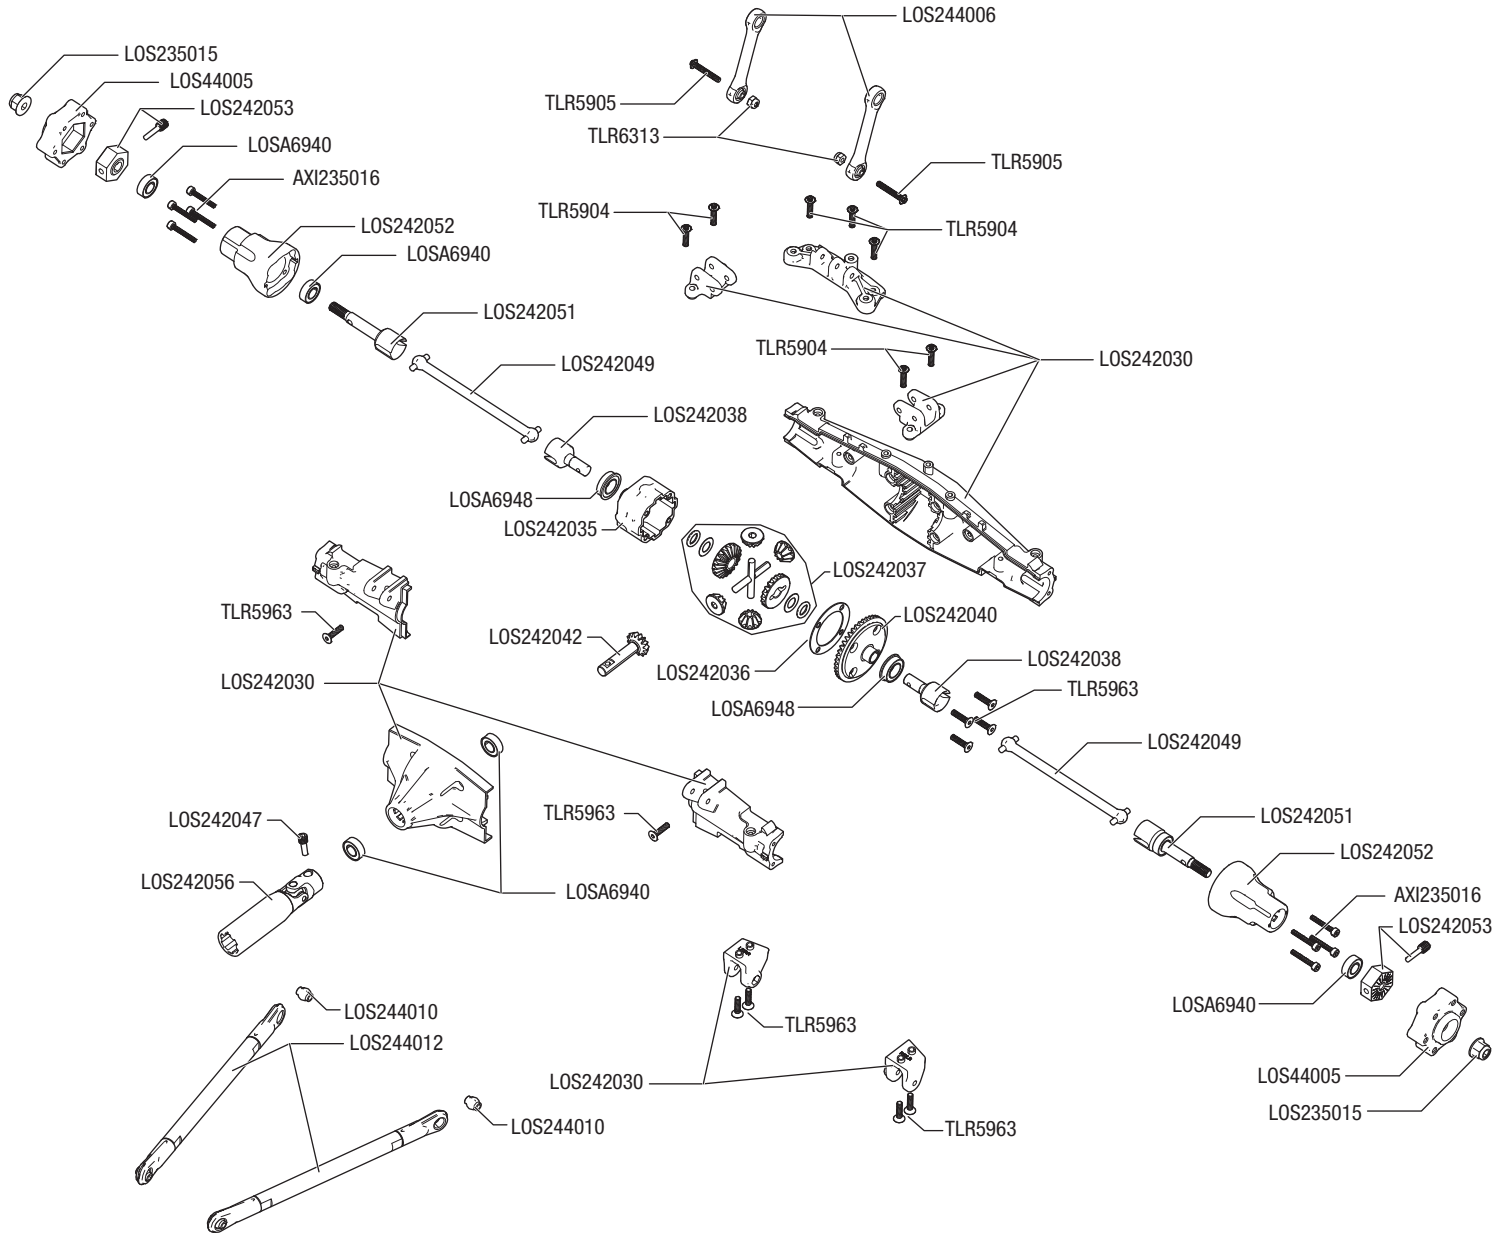 LOS244006
LOS235015
LOS44005
LOS242053
TLR5905
TLR6313
LOSA6940
TLR5905
AXI235016
TLR5904
LOS242052
TLR5904
LOSA6940
LOS242051
TLR5904
LOS242030
LOS242049
LOS242038
LOSA6948
LOS242035
LOS242037
TLR5963
LOS242040
LOS242042
LOS242036
LOS242038
LOS242030
TLR5963
LOSA6948
LOS242049
TLR5963
LOS242047
LOS242051
LOS242052
LOS242056
LOSA6940
AXI235016
LOS242053
LOSA6940
LOS244010
TLR5963
LOS244012
LOS242030
LOS44005
LOS235015
LOS244010
TLR5963